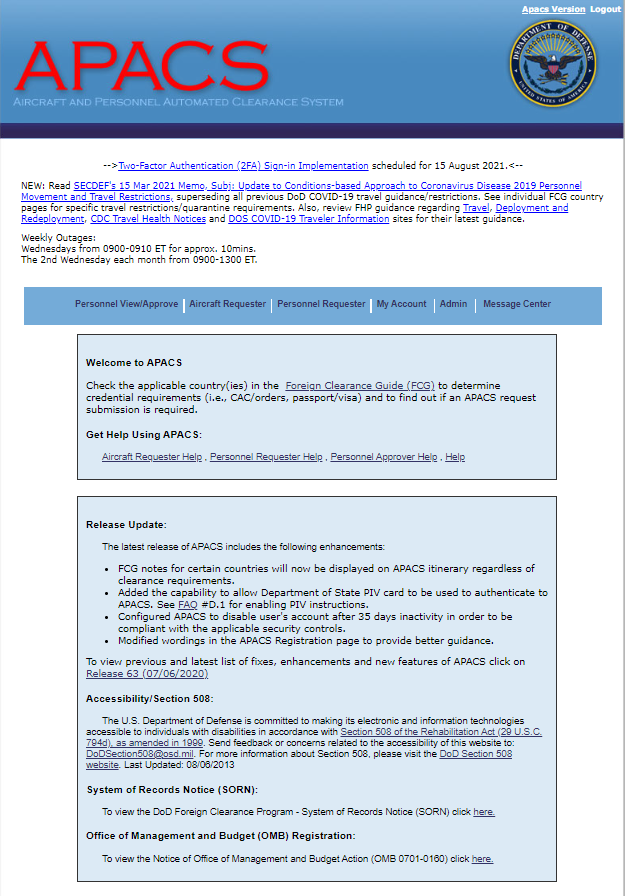 Apacs Version Logout
APACS
AIRCRAFT AND PERSONNEL AUTOMATED CLEARANCE SYSTEM
DEPARTMENT OF DEFENSE
UNITED STATES OF AMERICA
-->Two-Factor Authentication (2FA) Sign-in Implementation scheduled for 15 August 2021.<--
NEW: Read SECDEF's 15 Mar 2021 Memo, Subj: Update to Conditions-based Approach to Coronavirus Disease 2019 Personnel
Movement and Travel Restrictions, superseding all previous DoD COVID-19 travel guidance/restrictions. See individual FCG country
pages for specific travel restrictions/quarantine requirements. Also, review FHP guidance regarding Travel, Deployment and
Redeployment, CDC Travel Health Notices and DOS COVID-19 Traveler Information sites for their latest guidance.
Weekly Outages:
Wednesdays from 0900-0910 ET for approx. 10mins.
The 2nd Wednesday each month from 0900-1300 ET.
Personnel View/Approve Aircraft Requester Personnel Requester My Account Admin Message Center
Welcome to APACS
Check the applicable country(ies) in the Foreign Clearance Guide (FCG) to determine
credential requirements (i.e., CAC/orders, passport/visa) and to find out if an APACS request
submission is required.
Get Help Using APACS:
Aircraft Requester Help , Personnel Requester Help , Personnel Approver Help , Help
Release Update:
The latest release of APACS includes the following enhancements:
• FCG notes for certain countries will now be displayed on APACS itinerary regardless of
clearance requirements.
• Added the capability to allow Department of State PIV card to be used to authenticate to
APACS. See FAQ #D.1 for enabling PIV instructions.
• Configured APACS to disable user's account after 35 days inactivity in order to be
compliant with the applicable security controls.
• Modified wordings in the APACS Registration page to provide better guidance.
To view previous and latest list of fixes, enhancements and new features of APACS click on
Release 63 (07/06/2020)
Accessibility/Section 508:
The U.S. Department of Defense is committed to making its electronic and information technologies
accessible to individuals with disabilities in accordance with Section 508 of the Rehabilitation Act (29 U.S.C.
794d), as amended in 1999. Send feedback or concerns related to the accessibility of this website to:
DoDSection508@osd.mil. For more information about Section 508, please visit the DoD Section 508
website. Last Updated: 08/06/2013
System of Records Notice (SORN):
To view the DoD Foreign Clearance Program - System of Records Notice (SORN) click here.
Office of Management and Budget (OMB) Registration:
To view the Notice of Office of Management and Budget Action (OMB 0701-0160) click here.